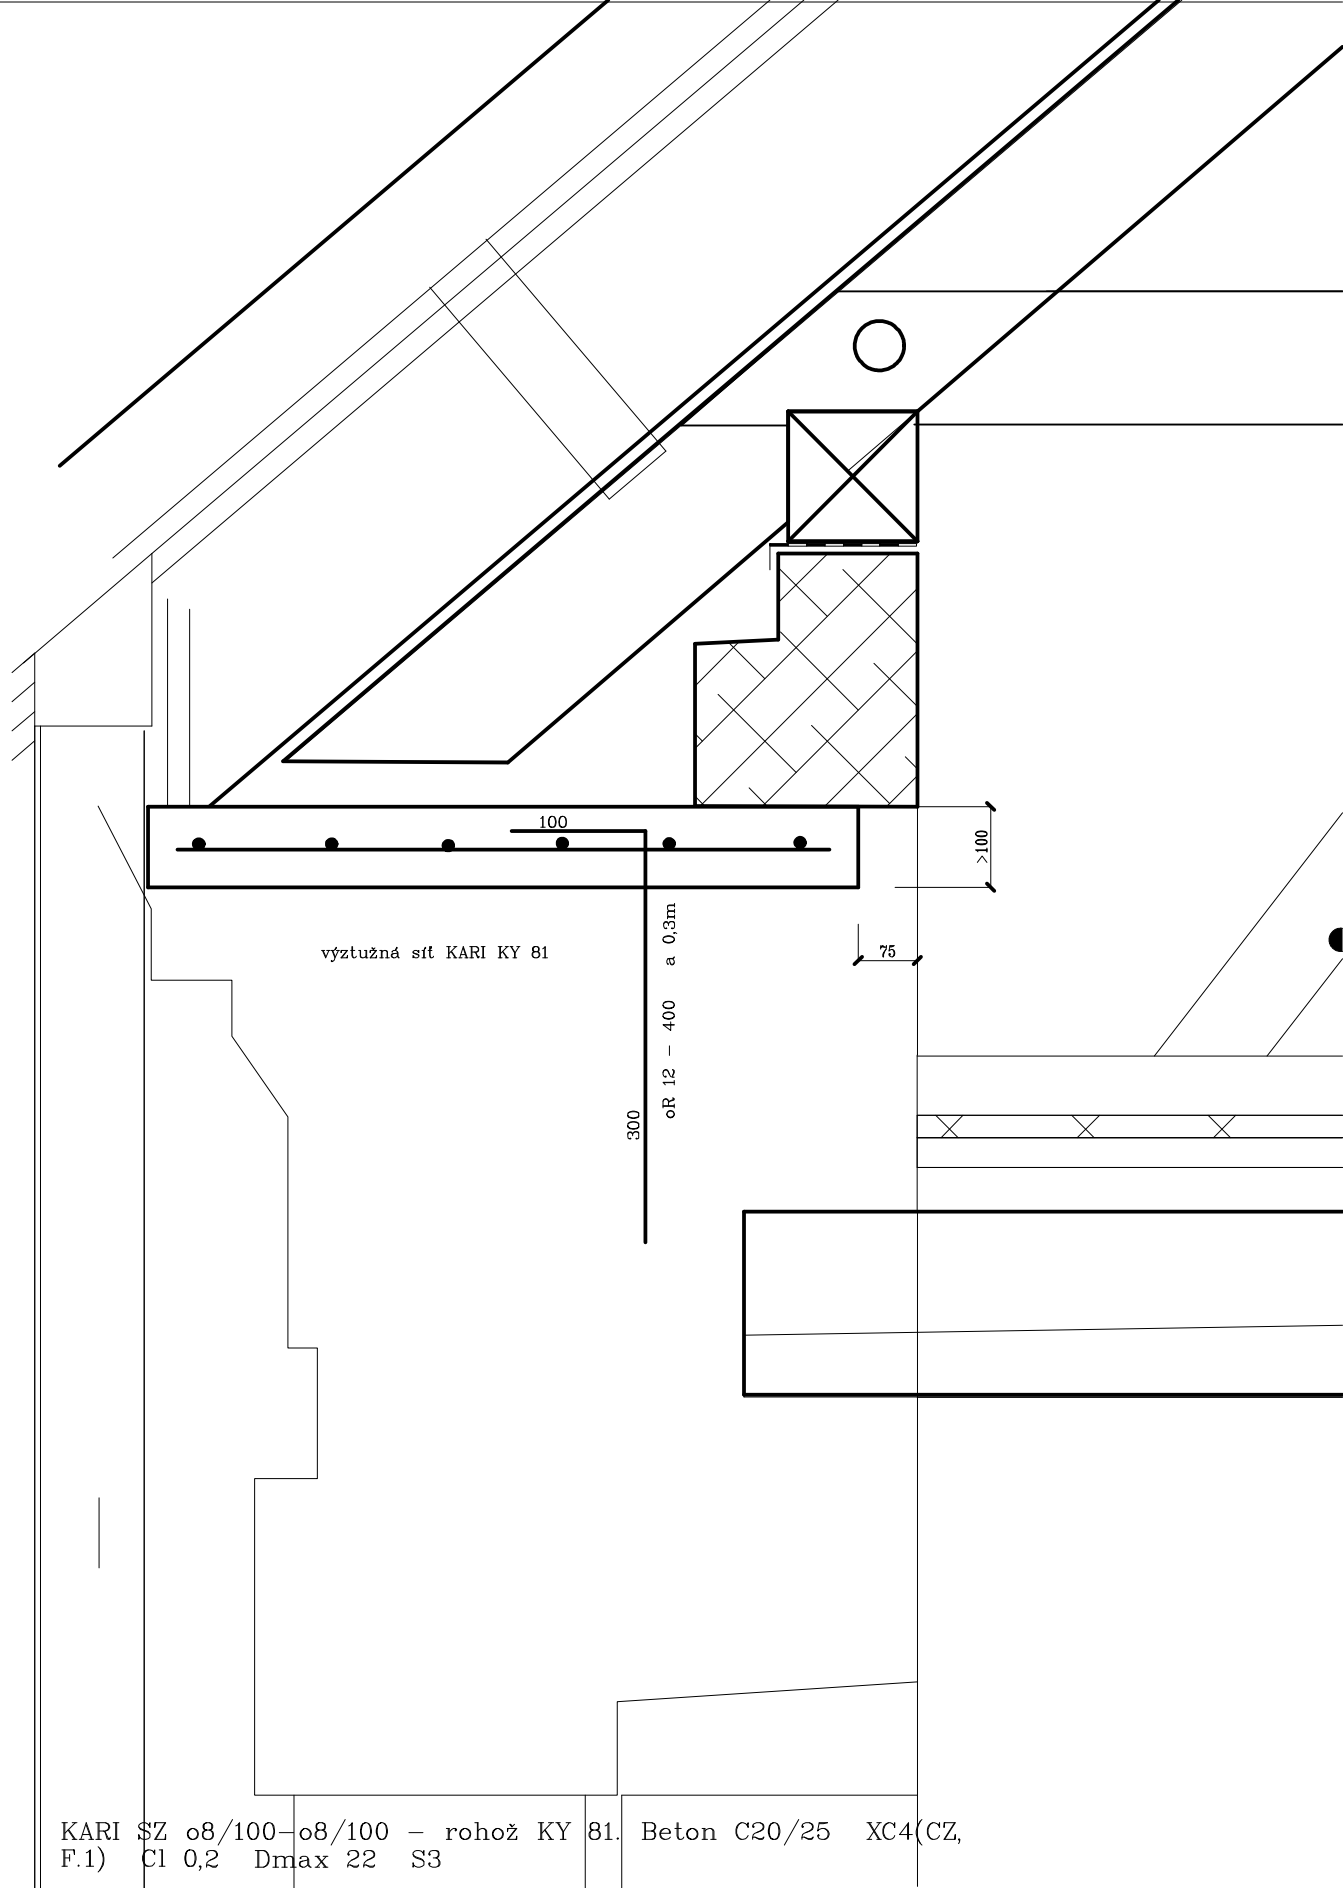 100
>100
75
výztužná síť KARI KY 81
oR 12 - 400 a 0,3m
300
KARI SZ o8/100-o8/100 - rohož KY 81. Beton C20/25 XC4(CZ,
F.1) Cl 0,2 Dmax 22 S3